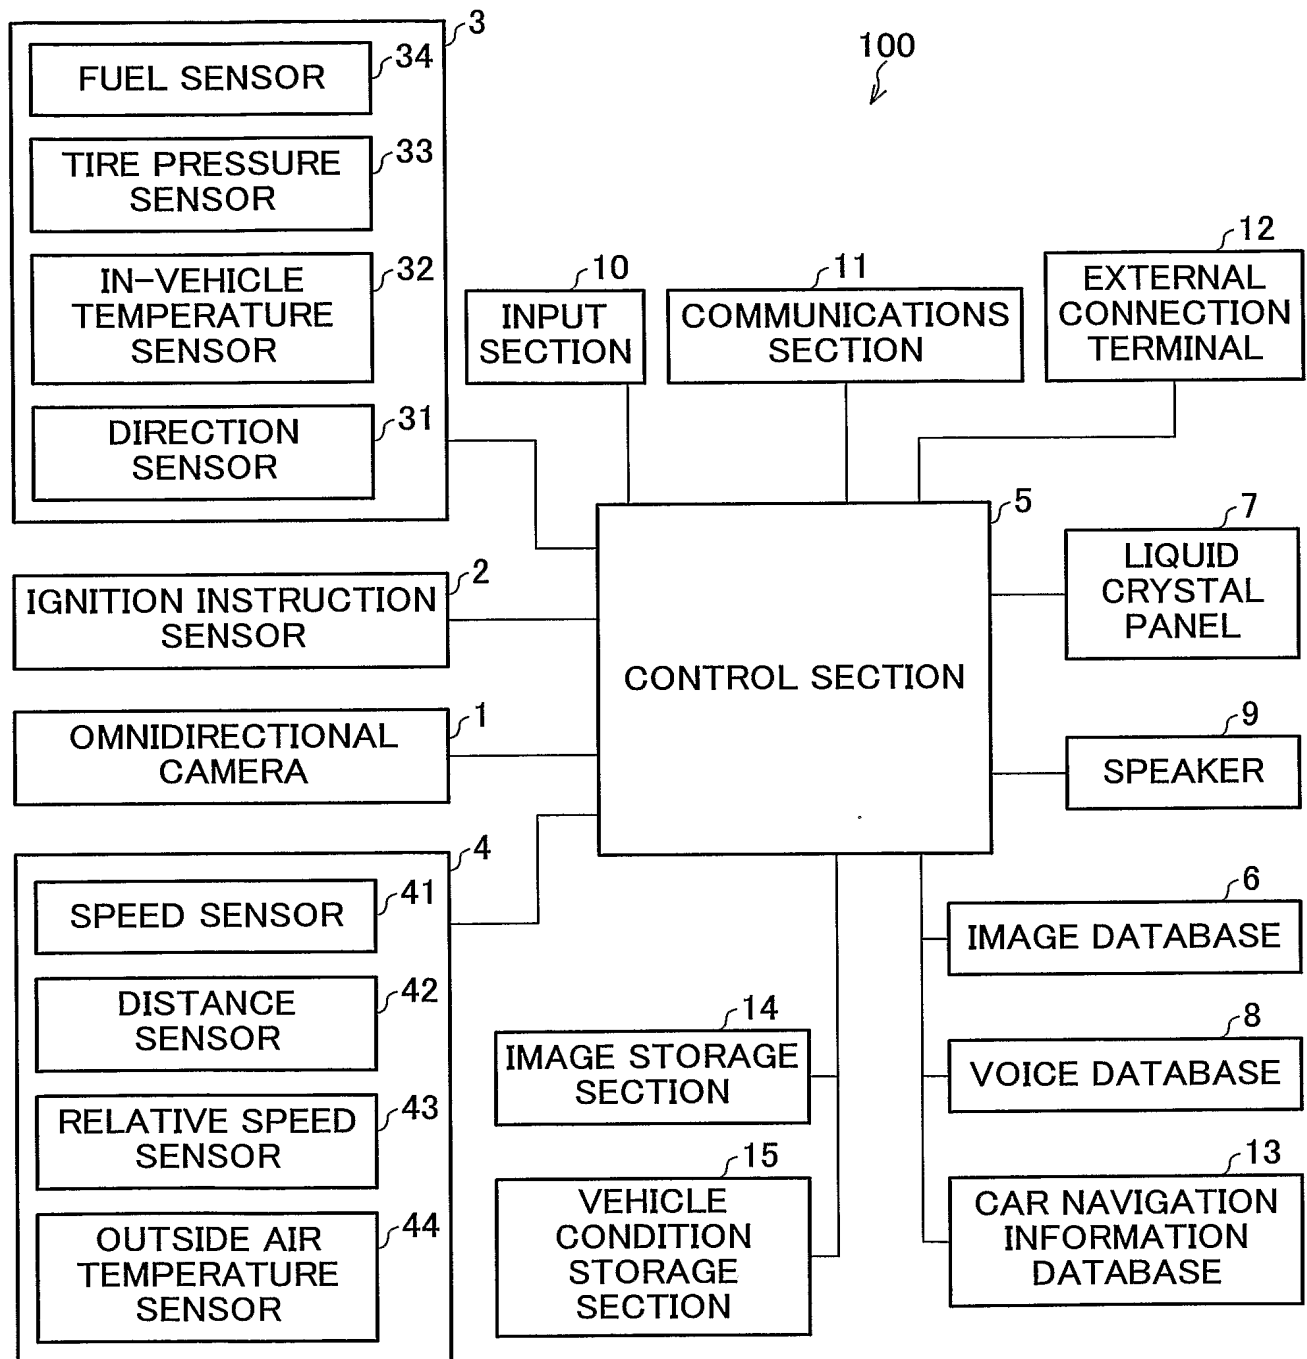 3
FUEL SENSOR
34
TIRE PRESSURE
SENSOR
33
IN-VEHICLE
TEMPERATURE
SENSOR
32
DIRECTION
SENSOR
31
100
10
INPUT
SECTION
11
COMMUNICATIONS
SECTION
12
EXTERNAL
CONNECTION
TERMINAL
2
IGNITION INSTRUCTION
SENSOR
1
OMNIDIRECTIONAL
CAMERA
5
CONTROL SECTION
7
LIQUID
CRYSTAL
PANEL
9
SPEAKER
4
SPEED SENSOR
41
DISTANCE
SENSOR
42
RELATIVE SPEED
SENSOR
43
OUTSIDE AIR
TEMPERATURE
SENSOR
44
14
IMAGE STORAGE
SECTION
15
VEHICLE
CONDITION
STORAGE
SECTION
6
IMAGE DATABASE
8
VOICE DATABASE
13
CAR NAVIGATION
INFORMATION
DATABASE